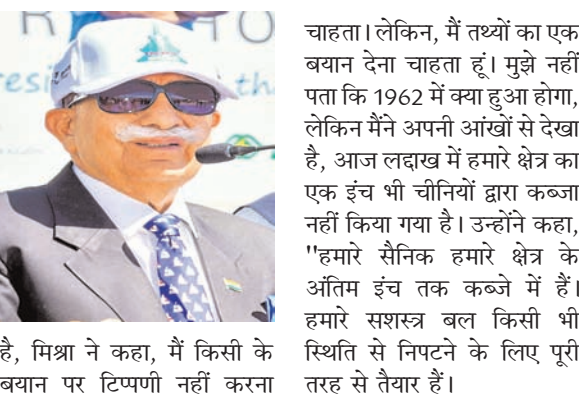 है, मिश्रा ने कहा, मैं किसी के
बयान पर टिप्पणी नहीं करना
चाहता। लेकिन, मैं तथ्यों का एक
बयान देना चाहता हूं। मुझे नहीं
पता कि 1962 में क्या हुआ होगा,
लेकिन मैंने अपनी आंखों से देखा
है, आज लद्दाख में हमारे क्षेत्र का
एक इंच भी चीनियों द्वारा कब्जा
नहीं किया गया है। उन्होंने कहा,
"हमारे सैनिक हमारे क्षेत्र के
अंतिम इंच तक कब्जे में हैं।
हमारे सशस्त्र बल किसी भी
स्थिति से निपटने के लिए पूरी
तरह से तैयार हैं।